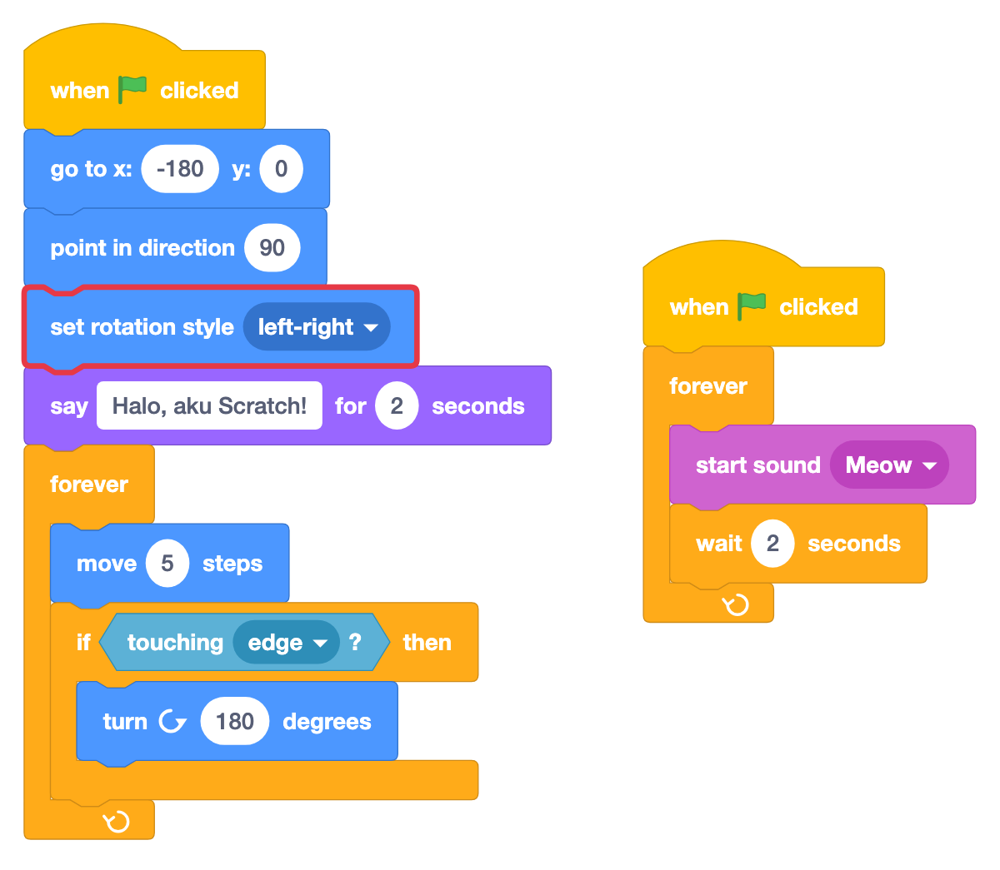 when clicked
go to x: -180 y: 0
point in direction 90
set rotation style left-right
say Halo, aku Scratch! for 2 seconds
forever
move 5 steps
if touching edge ? then
turn 180 degrees
when clicked
forever
start sound Meow
wait 2 seconds